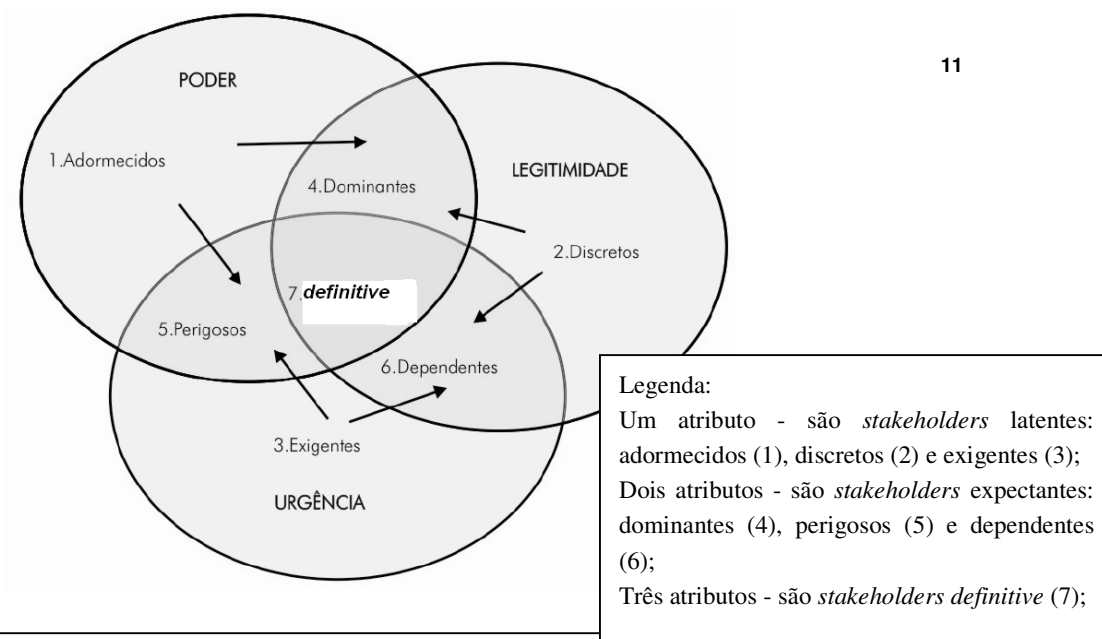 11
PODER
1.Adormecidos
LEGITIMIDADE
4.Dominantes
2.Discretos
7.definitive
5.Perigosos
6.Dependentes
3.Exigentes
URGÊNCIA
Legenda:
Um atributo - são stakeholders latentes:
adormecidos (1), discretos (2) e exigentes (3);
Dois atributos - são stakeholders expectantes:
dominantes (4), perigosos (5) e dependentes
(6);
Três atributos - são stakeholders definitive (7);